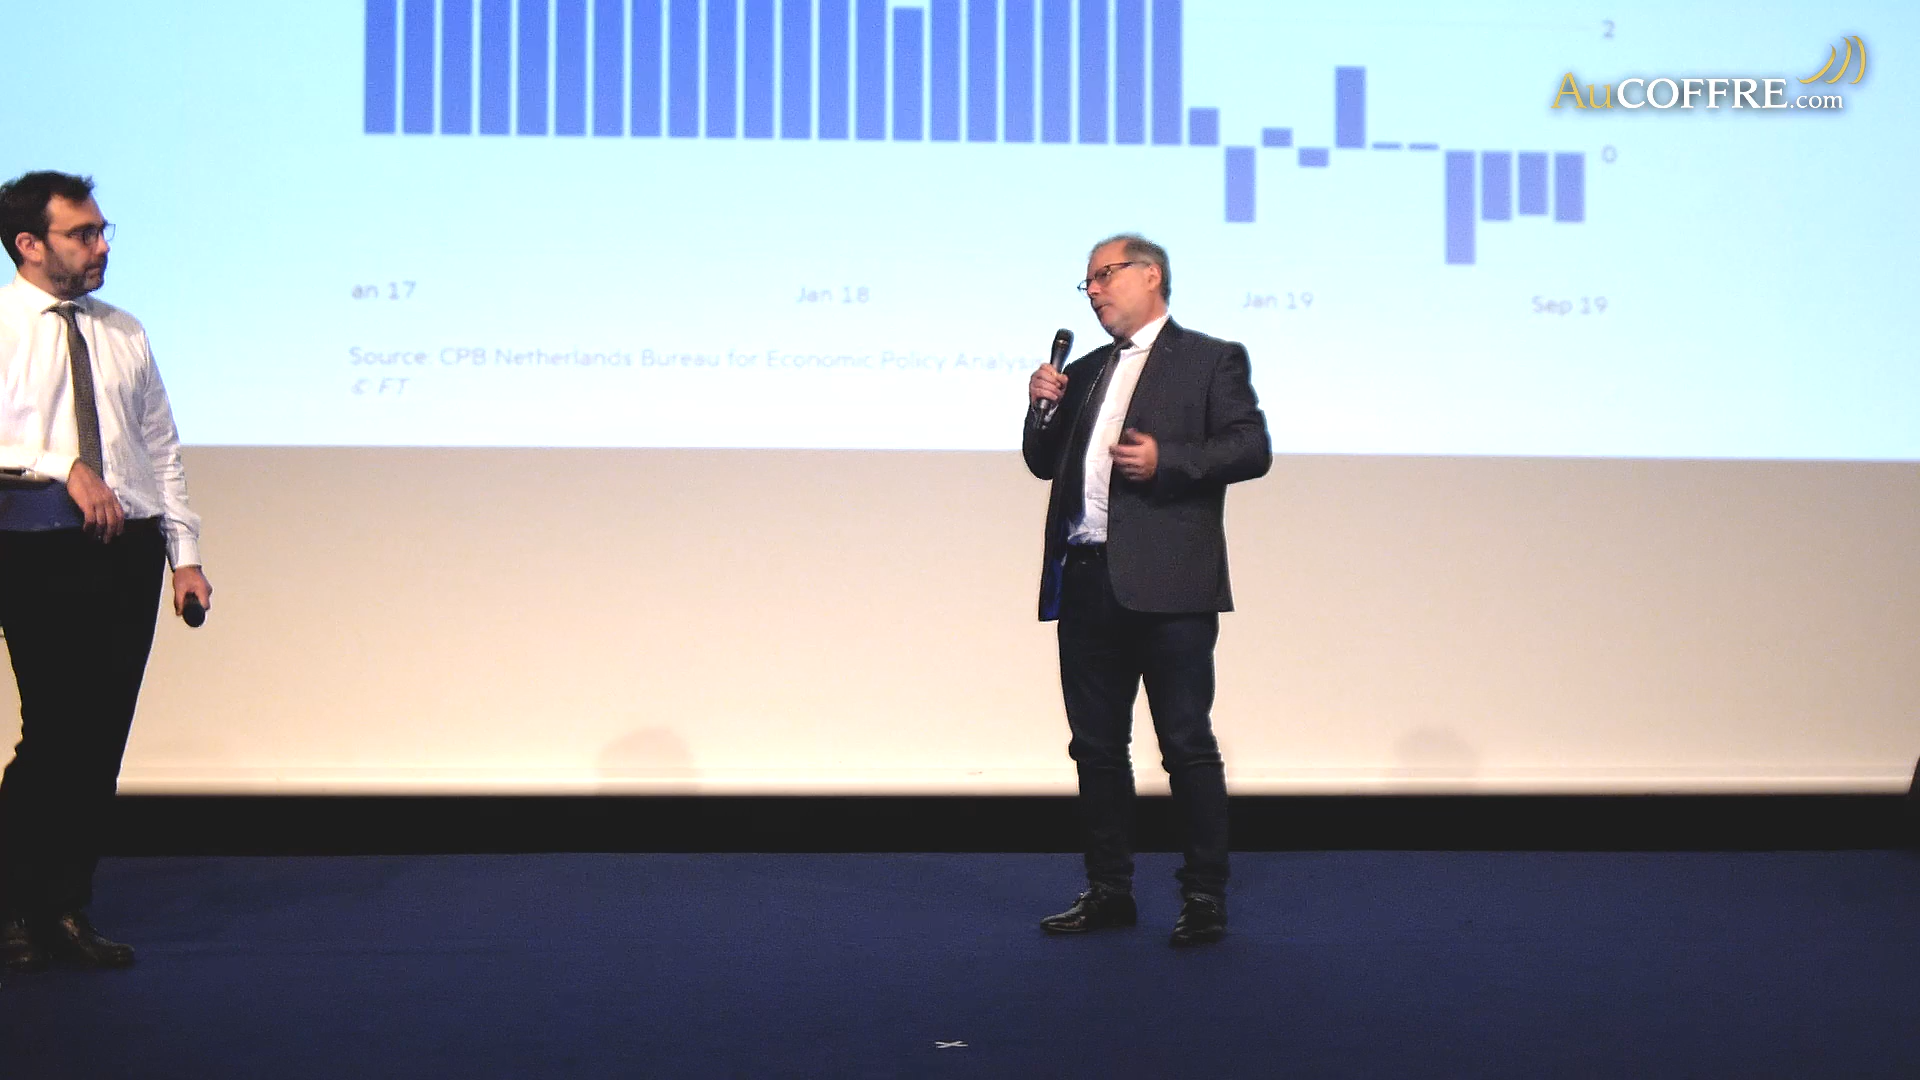 2
AuCOFFRE.com
0
an 17
Jan 18
Jan 19
Sep 19
Source: CPB Netherlands Bureau for Economic Policy Analysis
© FT